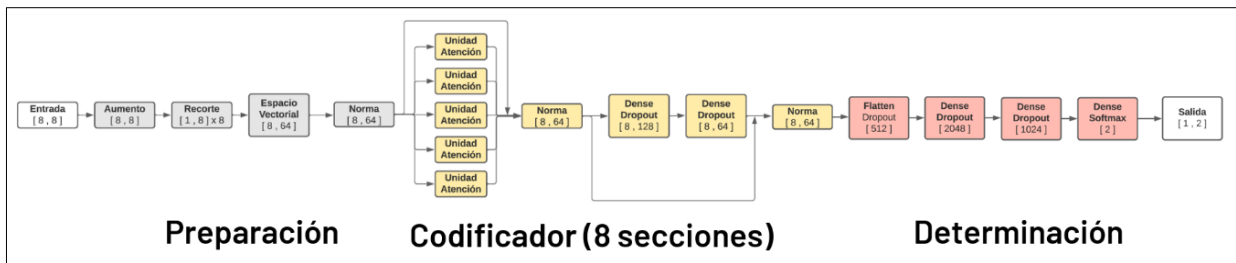 Entrada
[ 8, 8 ]
Aumento
[ 8, 8 ]
Recorte
[ 1, 8 ] x 8
Espacio
Vectorial
[ 8, 64 ]
Norma
[ 8, 64 ]
Unidad
Atención
Unidad
Atención
Unidad
Atención
Unidad
Atención
Unidad
Atención
Norma
[ 8, 64 ]
Dense
Dropout
[ 8, 128 ]
Dense
Dropout
[ 8, 64 ]
Norma
[ 8, 64 ]
Flatten
Dropout
[ 512 ]
Dense
Dropout
[ 2048 ]
Dense
Dropout
[ 1024 ]
Dense
Softmax
[ 2 ]
Salida
[ 1 , 2 ]
Preparación
Codificador (8 secciones)
Determinación